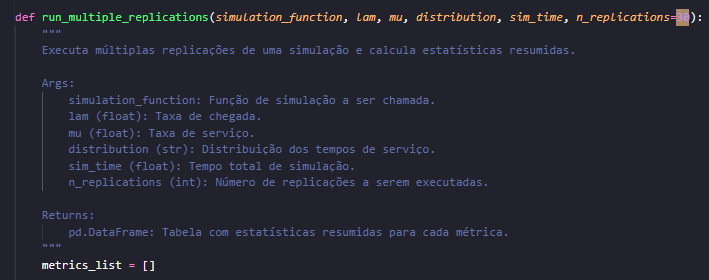 def run_multiple_replications(simulation_function, lam, mu, distribution, sim_time, n_replications=30):
"""
Executa múltiplas replicações de uma simulação e calcula estatísticas resumidas.
Args:
simulation_function: Função de simulação a ser chamada.
lam (float): Taxa de chegada.
mu (float): Taxa de serviço.
distribution (str): Distribuição dos tempos de serviço.
sim_time (float): Tempo total de simulação.
n_replications (int): Número de replicações a serem executadas.
Returns:
pd.DataFrame: Tabela com estatísticas resumidas para cada métrica.
"""
metrics_list = []